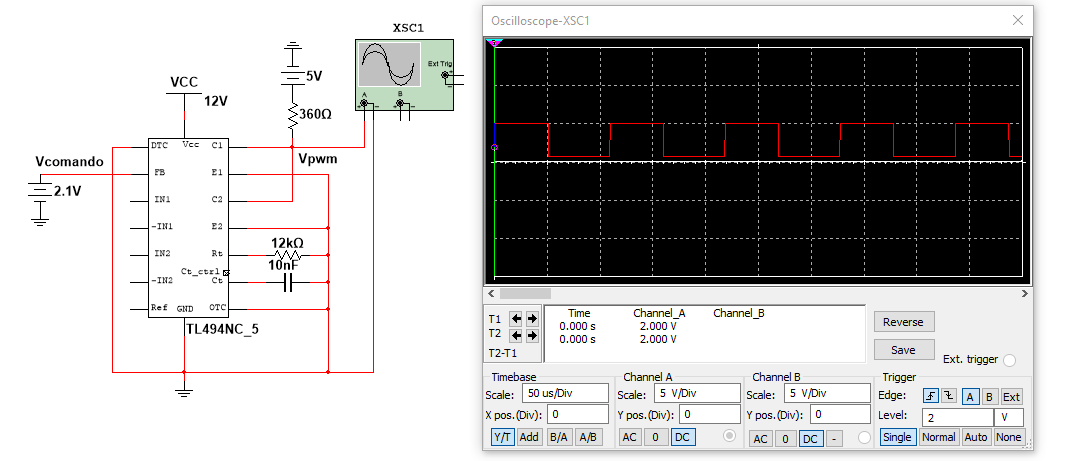 XSC1
Ext Trig
+
-
A
B
+ - + -
5V
VCC
12V
360Ω
Vpwm
Vcomando
2.1V
DTC Vcc C1
FB E1
IN1 C2
-IN1 E2
IN2 Rt
Ct_ctrl
-IN2 Ct
Ref GND OTC
12kΩ
10nF
TL494NC_5
Oscilloscope-XSC1
Time Channel_A Channel_B
T1 0.000 s 2.000 V
T2 0.000 s 2.000 V
T2-T1
Reverse
Save
Ext. trigger
Timebase
Scale: 50 us/Div
X pos.(Div): 0
Y/T Add B/A A/B
Channel A
Scale: 5 V/Div
Y pos.(Div): 0
AC 0 DC
Channel B
Scale: 5 V/Div
Y pos.(Div): 0
AC 0 DC -
Trigger
Edge: A B Ext
Level: 2 V
Single Normal Auto None